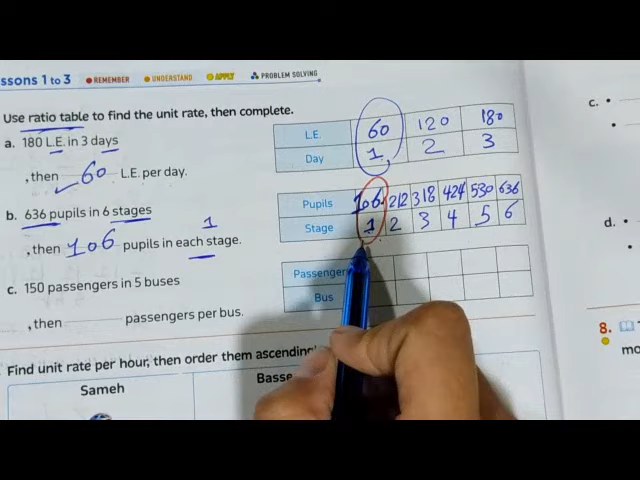 ssons 1 to 3 REMEMBER UNDERSTAND APPLY PROBLEM SOLVING
Use ratio table to find the unit rate, then complete.
a. 180 L.E. in 3 days
, then 60 L.E. per day.
L.E. 60 120 180
Day 1 2 3
b. 636 pupils in 6 stages
1
, then 106 pupils in each stage.
Pupils 106 212 318 424 530 636
Stage 1 2 3 4 5 6
c. 150 passengers in 5 buses
, then passengers per bus.
Passenger
Bus
Find unit rate per hour, then order them ascending
Sameh
Basse
c.
d.
8.
mo